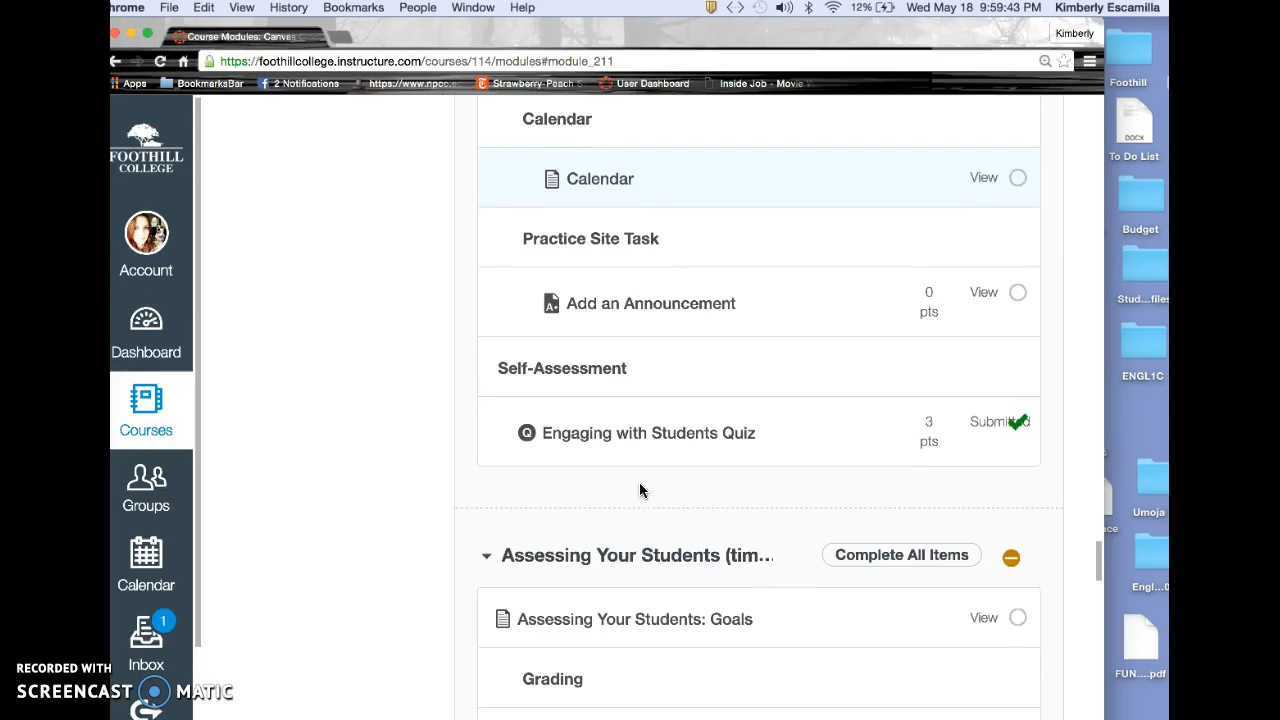 hrome File Edit View History Bookmarks People Window Help 12% Wed May 18 9:59:43 PM Kimberly Escamilla
Course Modules: Canvas Kimberly
https://foothillcollege.instructure.com/courses/114/modules#module_211
Apps BookmarksBar 2 Notifications https://www.npcc. Strawberry-Peach S User Dashboard Inside Job - Movie
FOOTHILL
COLLEGE
Account
Dashboard
Courses
Groups
Calendar
1
Inbox
Calendar
Calendar View
Practice Site Task
Add an Announcement 0 pts View
Self-Assessment
Engaging with Students Quiz 3 pts Submitted
Assessing Your Students (tim... Complete All Items
Assessing Your Students: Goals View
Grading
Foothill
DOCX
To Do List
Budget
Stud...files
ENGL1C
Umoja
Engl...0
FUN....pdf
RECORDED WITH
SCREENCAST MATIC